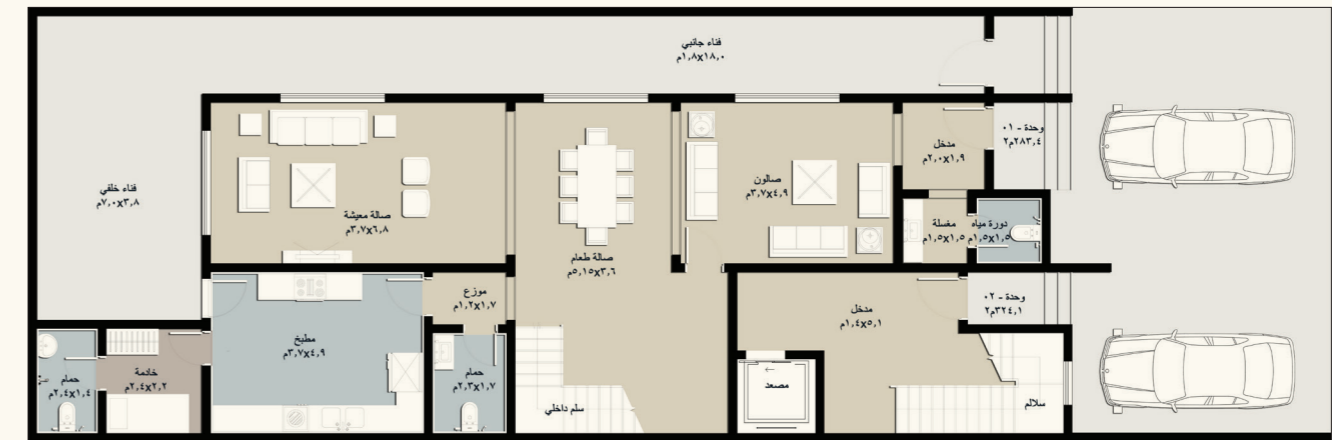 فناء جانبي
١,٨x١٨,٠م
وحدة - ٠١
٢٨٣,٤م٢
مدخل
٢,٠x١,٩م
صالون
٣,٧x٤,٩م
فناء خلفي
٧,٠x٣,٨م
صالة معيشة
٣,٧x٦,٨م
مغسلة
١,٥x١,٥م
دورة مياه
١,٥x١,٥م
صالة طعام
٥,١٥x٣,٦م
موزع
١,٢x١,٧م
وحدة - ٠٢
٣٢٤,١م٢
مدخل
١,٤x٥,١م
مطبخ
٣,٧x٤,٩م
خادمة
٢,٤x٢,٢م
حمام
٢,٤x١,٤م
حمام
٢,٣x١,٧م
مصعد
سلم داخلي
سلالم